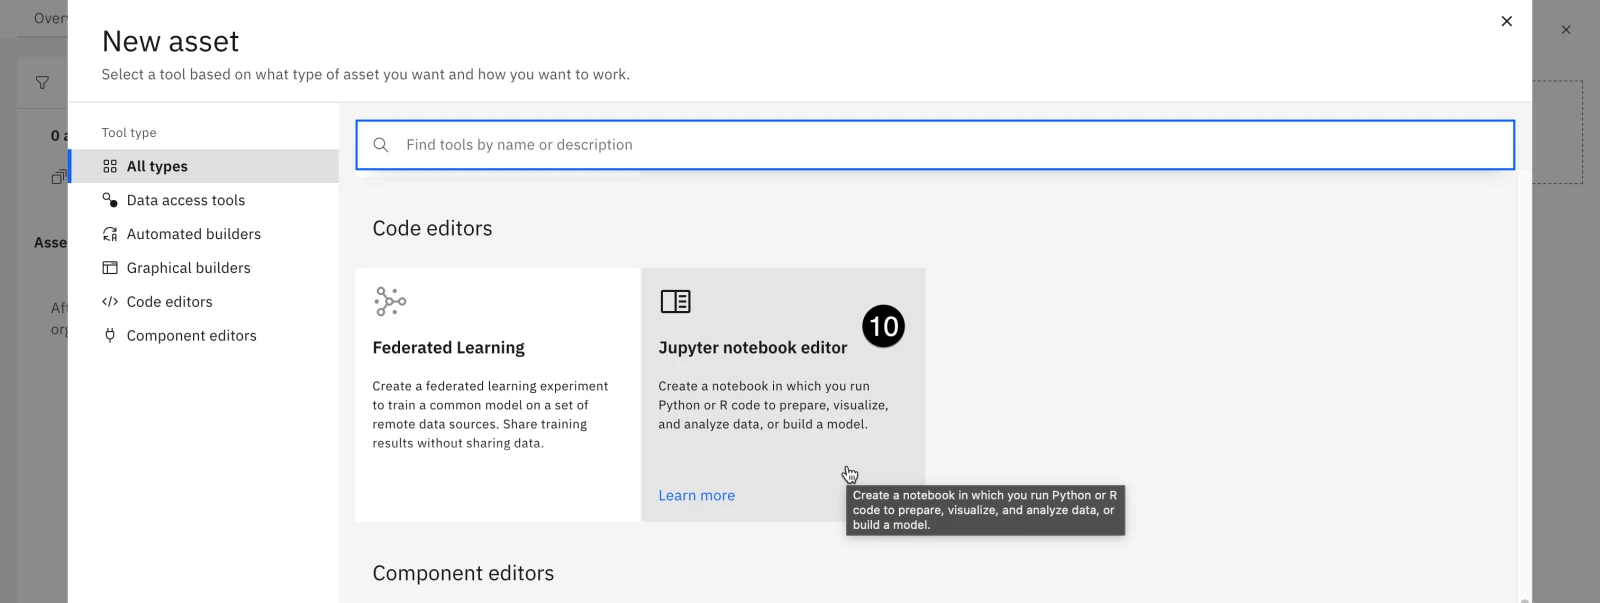 New asset
Select a tool based on what type of asset you want and how you want to work.
Tool type
All types
Data access tools
Automated builders
Graphical builders
Code editors
Component editors
Find tools by name or description
Code editors
Federated Learning
Create a federated learning experiment
to train a common model on a set of
remote data sources. Share training
results without sharing data.
10
Jupyter notebook editor
Create a notebook in which you run
Python or R code to prepare, visualize,
and analyze data, or build a model.
Learn more
Create a notebook in which you run Python or R
code to prepare, visualize, and analyze data, or
build a model.
Component editors
Over
0 a
Asse
Aft
org